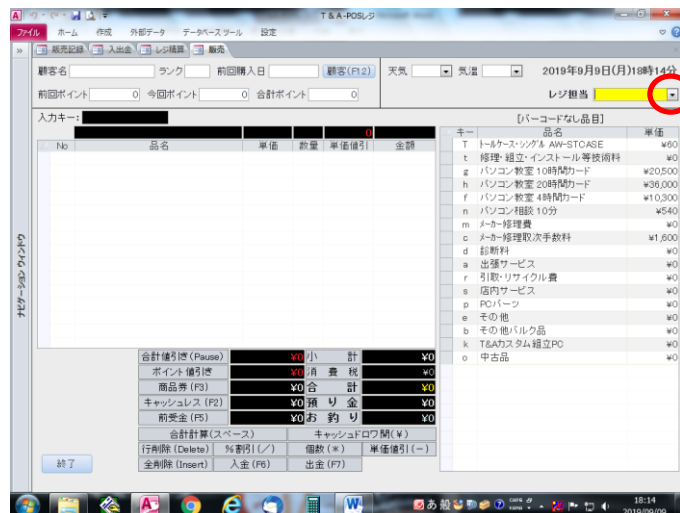 T & A-POSレジ
ファイル ホーム 作成 外部データ データベース ツール 設定
販売記録 入出金 レジ精算 販売
顧客名 ランク 前回購入日 顧客(F12) 天気 気温 2019年9月9日(月)18時14分
前回ポイント 0 今回ポイント 0 合計ポイント 0 レジ担当
入力キー: [バーコードなし品目]
0
No 品名 単価 数量 単価値引 金額
キー 品名 単価
T トールケース・シングル AW-STCASE ¥60
t 修理・組立・インストール等技術料 ¥0
g パソコン教室 10時間カード ¥20,500
h パソコン教室 20時間カード ¥36,000
f パソコン教室 4時間カード ¥10,300
n パソコン相談 10分 ¥540
m メーカー修理費 ¥0
c メーカー修理取次手数料 ¥1,600
d 診断料 ¥0
a 出張サービス ¥0
r 引取・リサイクル費 ¥0
s 店内サービス ¥0
p PCパーツ ¥0
e その他 ¥0
b その他バルク品 ¥0
k T&Aカスタム組立PC ¥0
o 中古品 ¥0
ナビゲーション ウィンドウ
合計値引き(Pause) ¥0 小 計 ¥0
ポイント値引き ¥0 消 費 税 ¥0
商品券(F3) ¥0 合 計 ¥0
キャッシュレス(F2) ¥0 預 り 金 ¥0
前受金(F5) ¥0 お 釣 り ¥0
合計計算(スペース) キャッシュドロワ開(¥)
行削除(Delete) %割引(/) 個数(*) 単価値引(-)
全削除(Insert) 入金(F6) 出金(F7)
終了
あ 般 18:14
2019/09/09